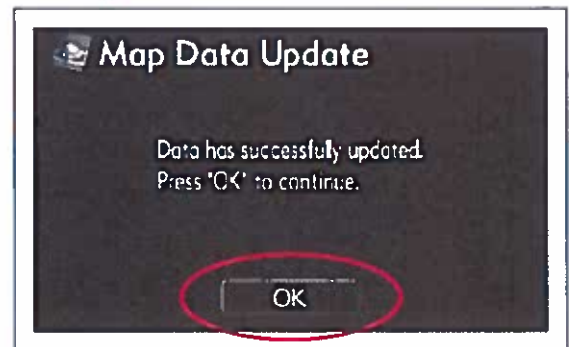 Map Data Update
Data has successfully updated.
Press "OK" to continue.
OK